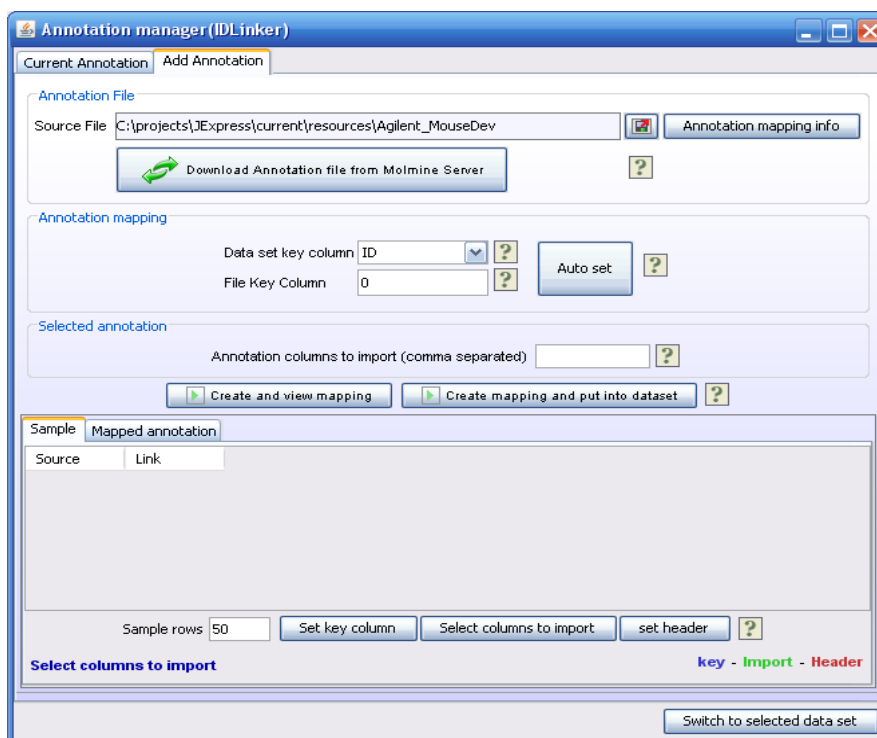 Annotation manager(IDLinker)
Current Annotation Add Annotation
Annotation File
Source File C:\projects\JExpress\current\resources\Agilent_MouseDev Annotation mapping info
Download Annotation file from Molmine Server ?
Annotation mapping
Data set key column ID ?
File Key Column 0 ?
Auto set ?
Selected annotation
Annotation columns to import (comma separated) ?
Create and view mapping Create mapping and put into dataset ?
Sample Mapped annotation
Source Link
Sample rows 50 Set key column Select columns to import set header ?
Select columns to import key - Import - Header
Switch to selected data set